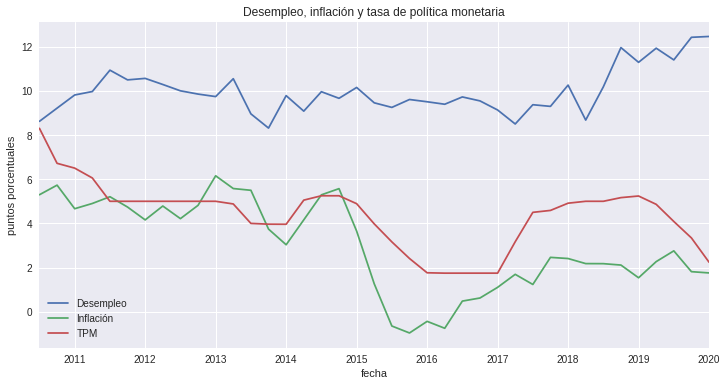 Desempleo, inflación y tasa de política monetaria
puntos porcentuales
12
10
8
6
4
2
0
Desempleo
Inflación
TPM
2011 2012 2013 2014 2015 2016 2017 2018 2019 2020
fecha